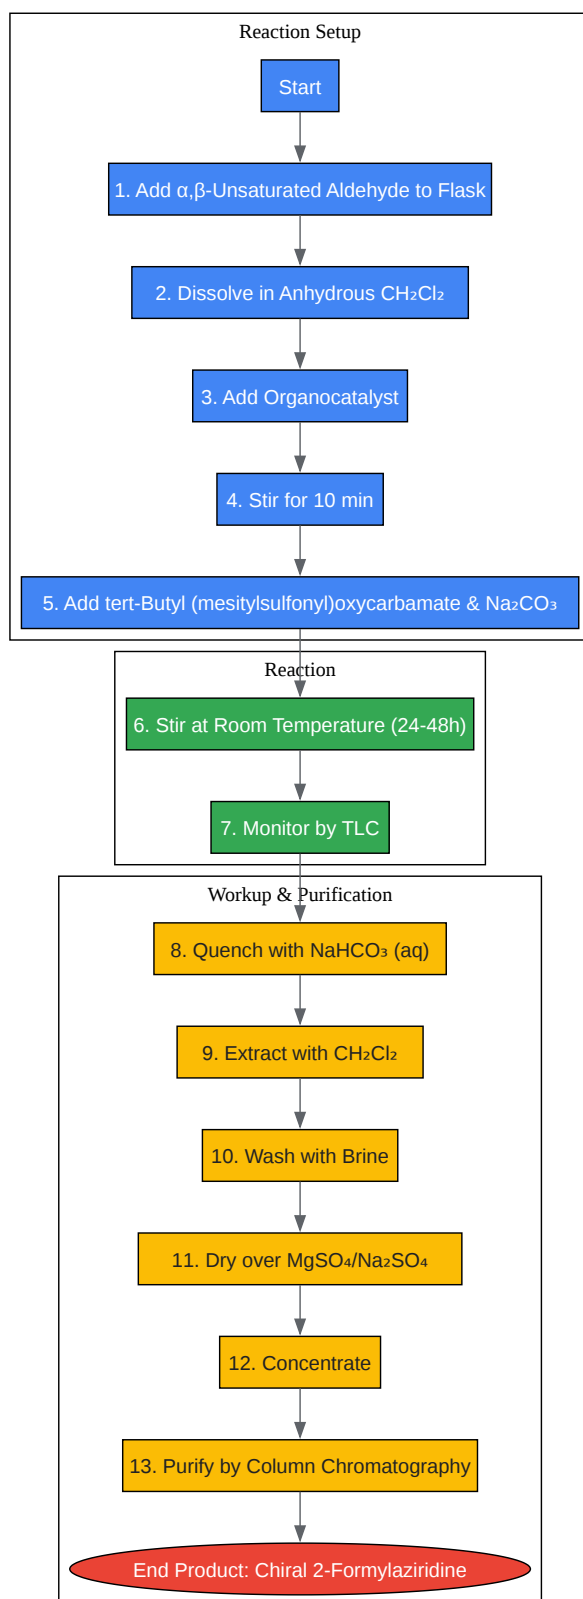 Reaction Setup
Start
1. Add α,β-Unsaturated Aldehyde to Flask
2. Dissolve in Anhydrous CH₂Cl₂
3. Add Organocatalyst
4. Stir for 10 min
5. Add tert-Butyl (mesitylsulfonyl)oxycarbamate & Na₂CO₃
Reaction
6. Stir at Room Temperature (24-48h)
7. Monitor by TLC
Workup & Purification
8. Quench with NaHCO₃ (aq)
9. Extract with CH₂Cl₂
10. Wash with Brine
11. Dry over MgSO₄/Na₂SO₄
12. Concentrate
13. Purify by Column Chromatography
End Product: Chiral 2-Formylaziridine